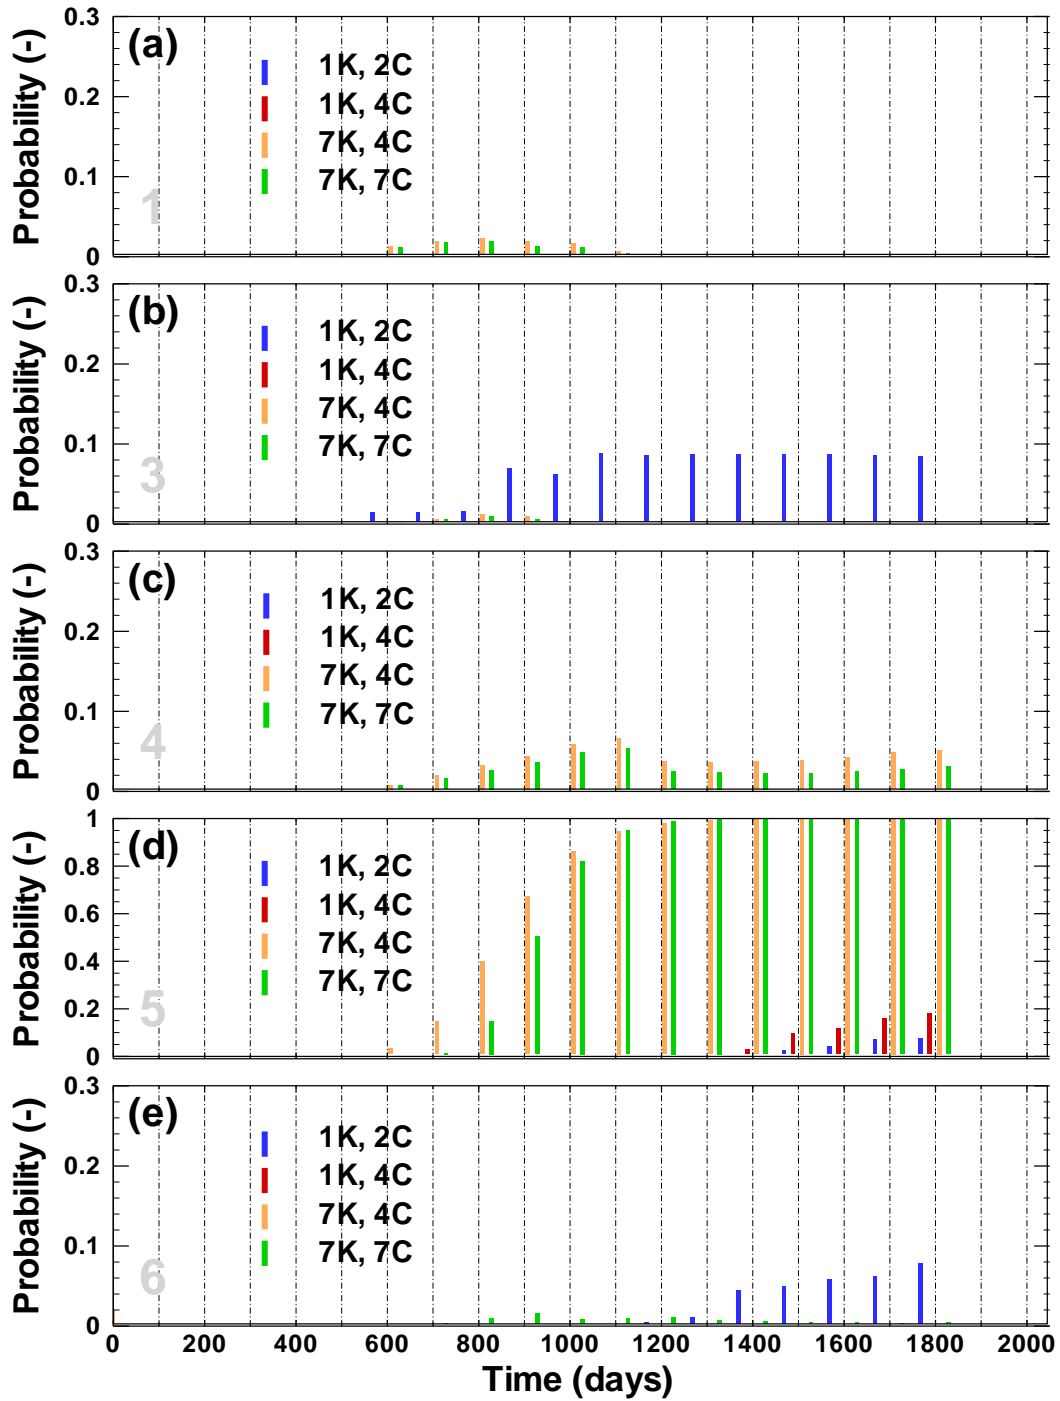 0.3
(a)
1K, 2C
0.2
1K, 4C
7K, 4C
0.1
7K, 7C
1
0
Probability (-)
0.3
(b)
1K, 2C
0.2
1K, 4C
7K, 4C
0.1
7K, 7C
3
0
Probability (-)
0.3
(c)
1K, 2C
0.2
1K, 4C
7K, 4C
0.1
7K, 7C
4
0
Probability (-)
1
(d)
1K, 2C
0.8
1K, 4C
0.6
7K, 4C
0.4
7K, 7C
0.2
5
0
Probability (-)
0.3
(e)
1K, 2C
0.2
1K, 4C
7K, 4C
0.1
7K, 7C
6
0
Probability (-)
0 200 400 600 800 1000 1200 1400 1600 1800 2000
Time (days)